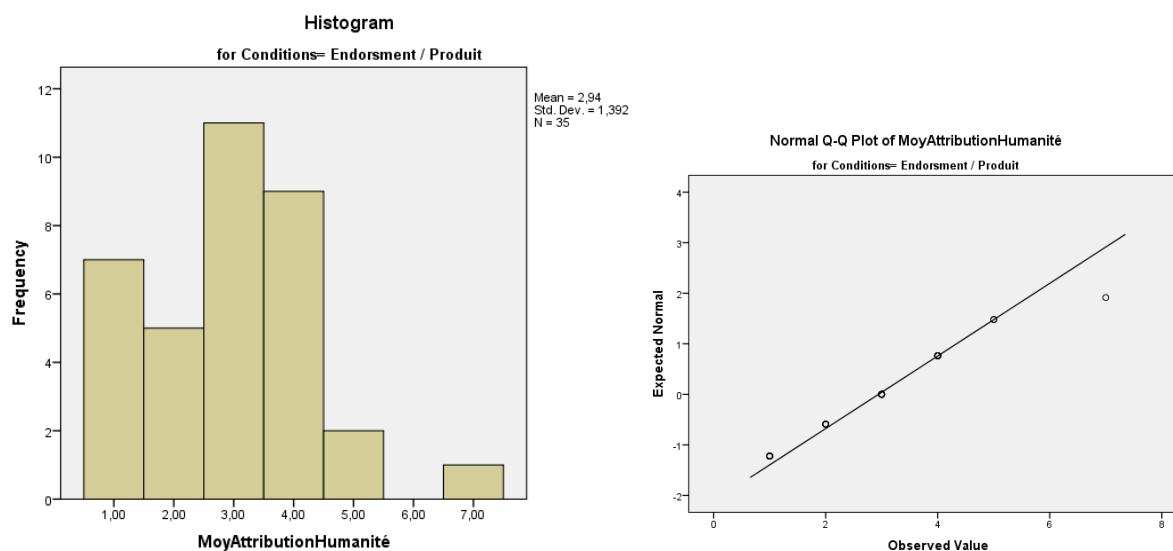 Histogram
for Conditions= Endorsment / Produit
Mean = 2,94
Std. Dev. = 1,392
N = 35
Frequency
12
10
8
6
4
2
0
1,00 2,00 3,00 4,00 5,00 6,00 7,00
MoyAttributionHumanité
Normal Q-Q Plot of MoyAttributionHumanité
for Conditions= Endorsment / Produit
Expected Normal
4
3
2
1
0
-1
-2
0 2 4 6 8
Observed Value